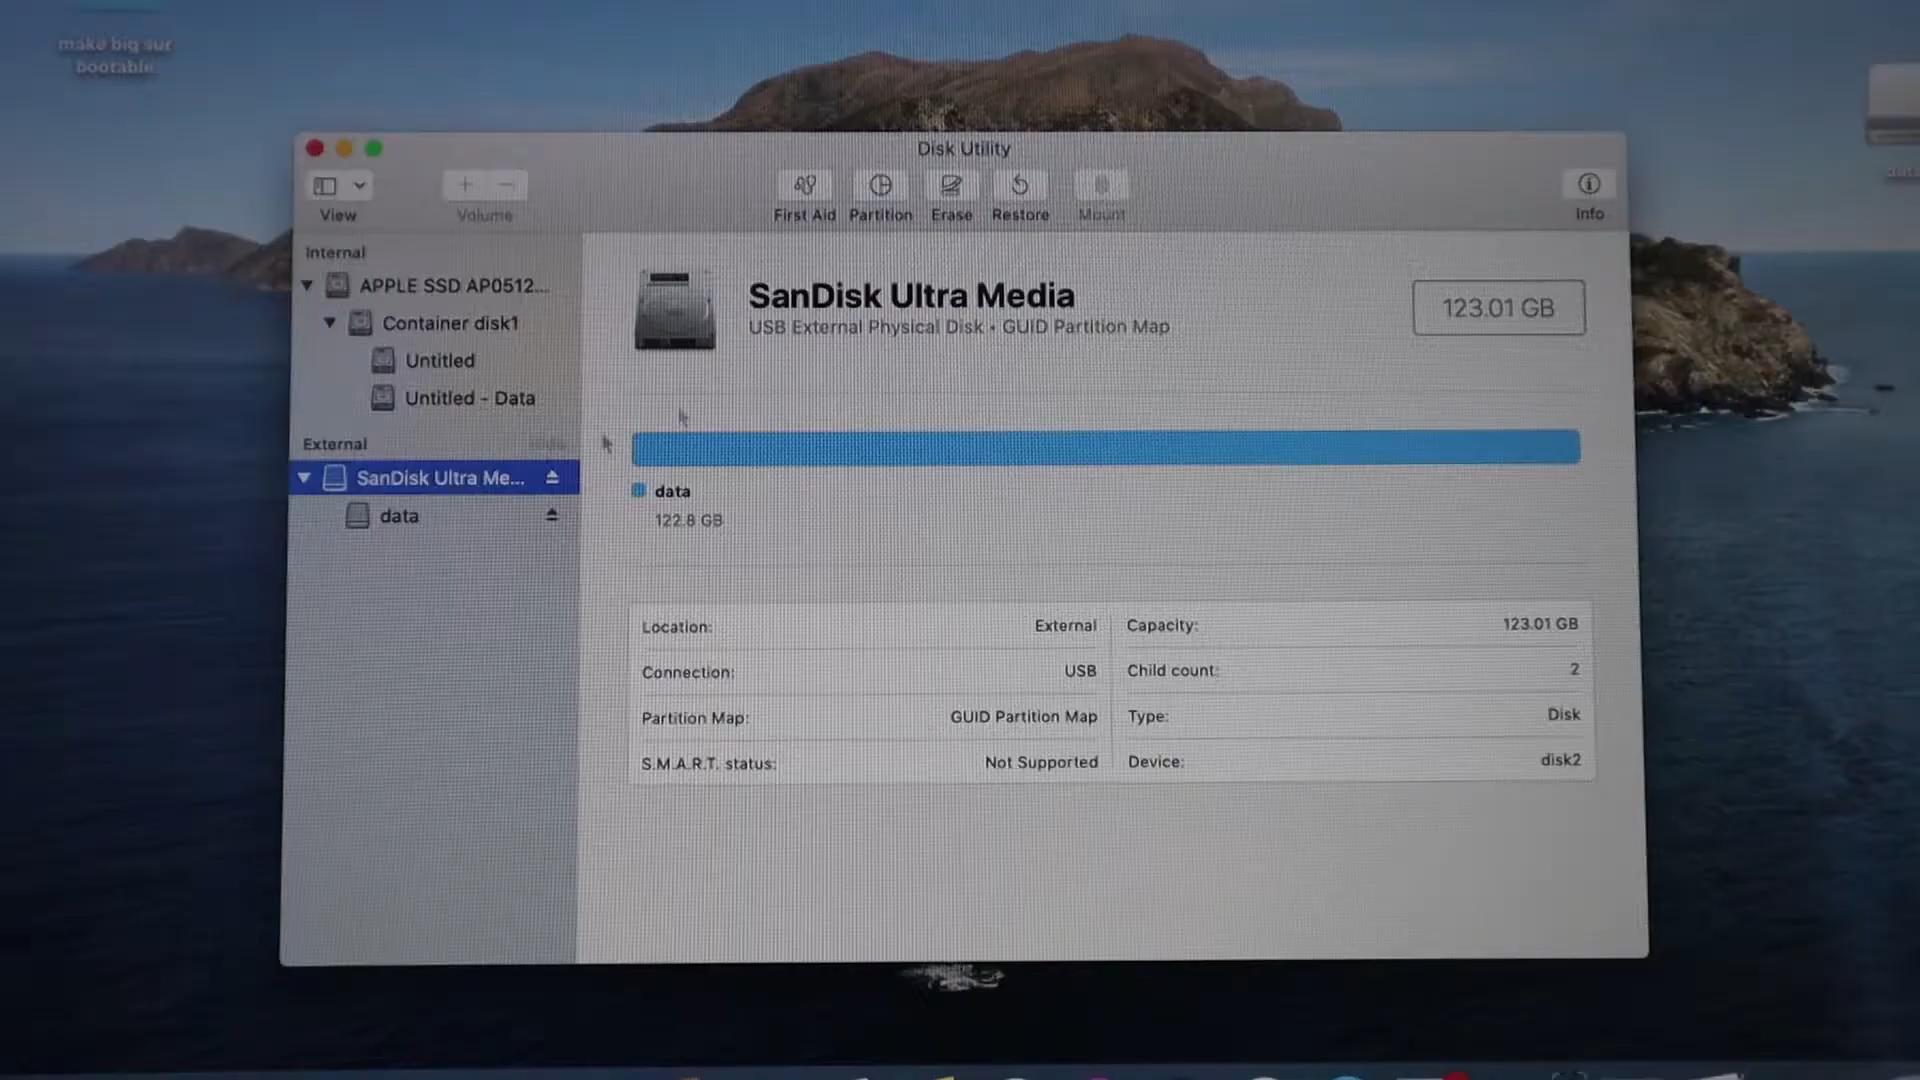 make big sur
bootable
Disk Utility
View
Volume
First Aid
Partition
Erase
Restore
Mount
Info
Internal
APPLE SSD AP0512...
Container disk1
Untitled
Untitled - Data
External
SanDisk Ultra Me...
data
SanDisk Ultra Media
USB External Physical Disk • GUID Partition Map
123.01 GB
data
122.8 GB
Location: External
Connection: USB
Partition Map: GUID Partition Map
S.M.A.R.T. status: Not Supported
Capacity: 123.01 GB
Child count: 2
Type: Disk
Device: disk2